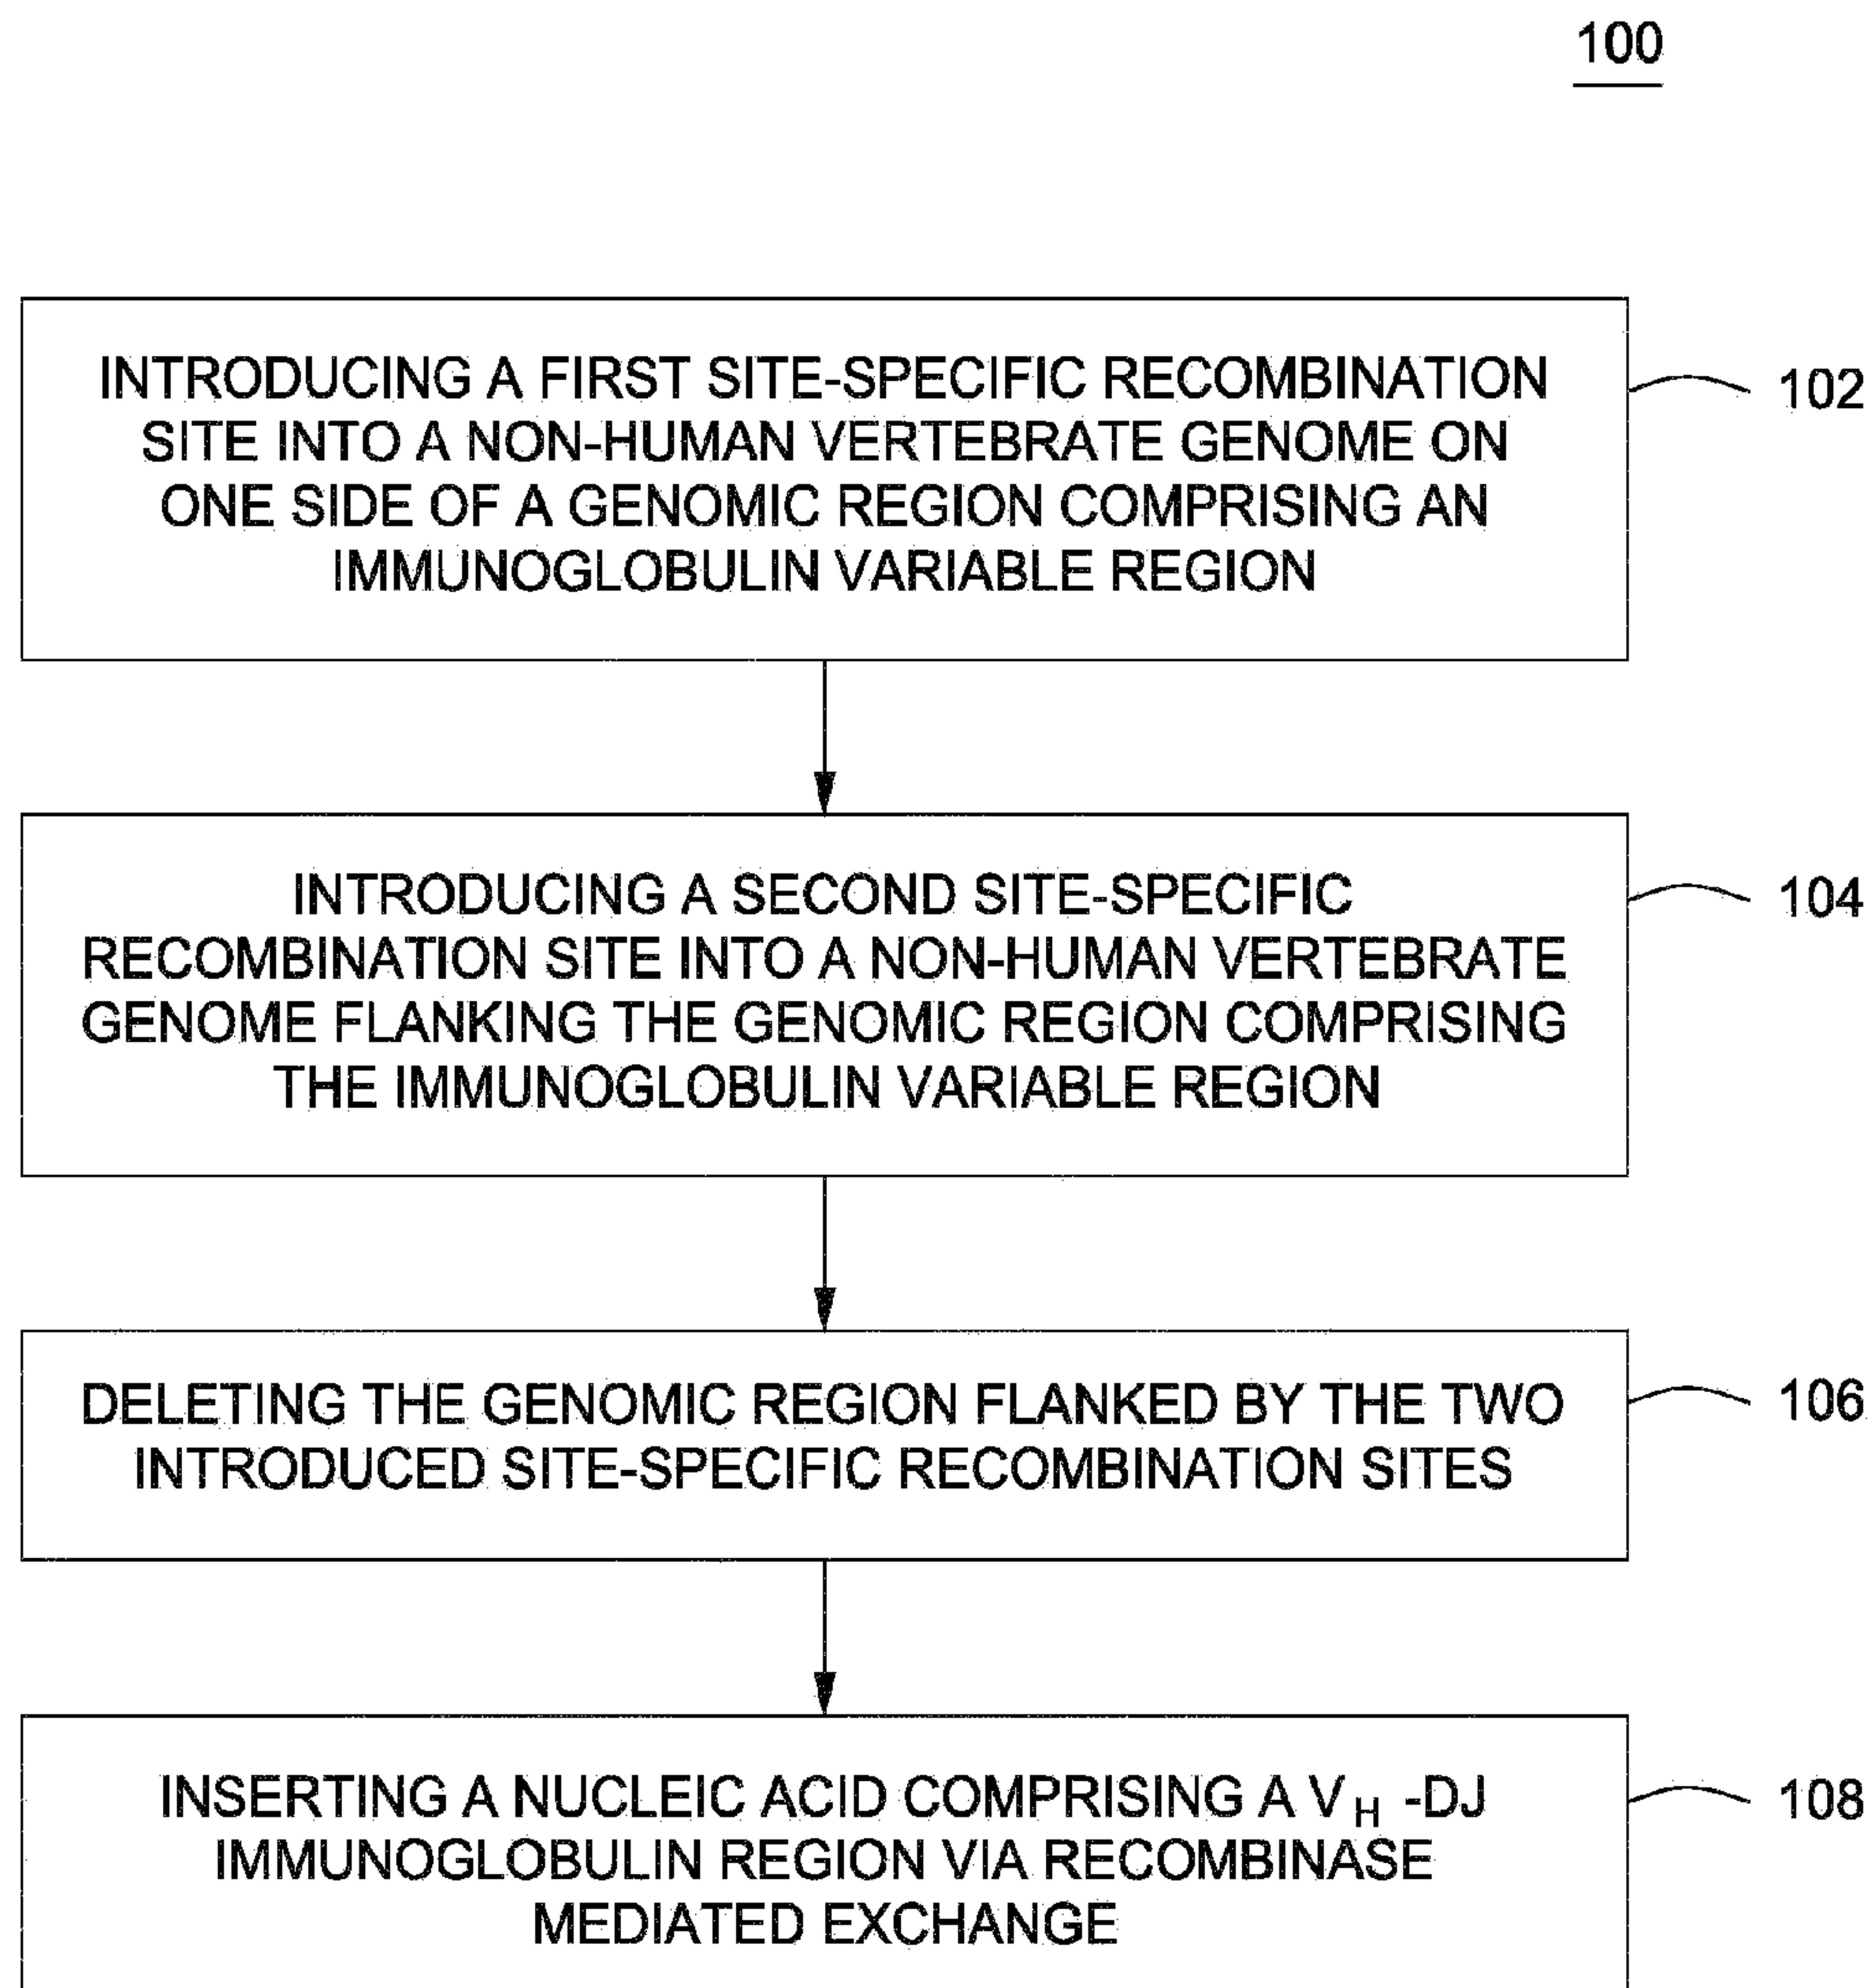 100
INTRODUCING A FIRST SITE-SPECIFIC RECOMBINATION
SITE INTO A NON-HUMAN VERTEBRATE GENOME ON
ONE SIDE OF A GENOMIC REGION COMPRISING AN
IMMUNOGLOBULIN VARIABLE REGION
102
INTRODUCING A SECOND SITE-SPECIFIC
RECOMBINATION SITE INTO A NON-HUMAN VERTEBRATE
GENOME FLANKING THE GENOMIC REGION COMPRISING
THE IMMUNOGLOBULIN VARIABLE REGION
104
DELETING THE GENOMIC REGION FLANKED BY THE TWO
INTRODUCED SITE-SPECIFIC RECOMBINATION SITES
106
INSERTING A NUCLEIC ACID COMPRISING A V_H -DJ
IMMUNOGLOBULIN REGION VIA RECOMBINASE
MEDIATED EXCHANGE
108